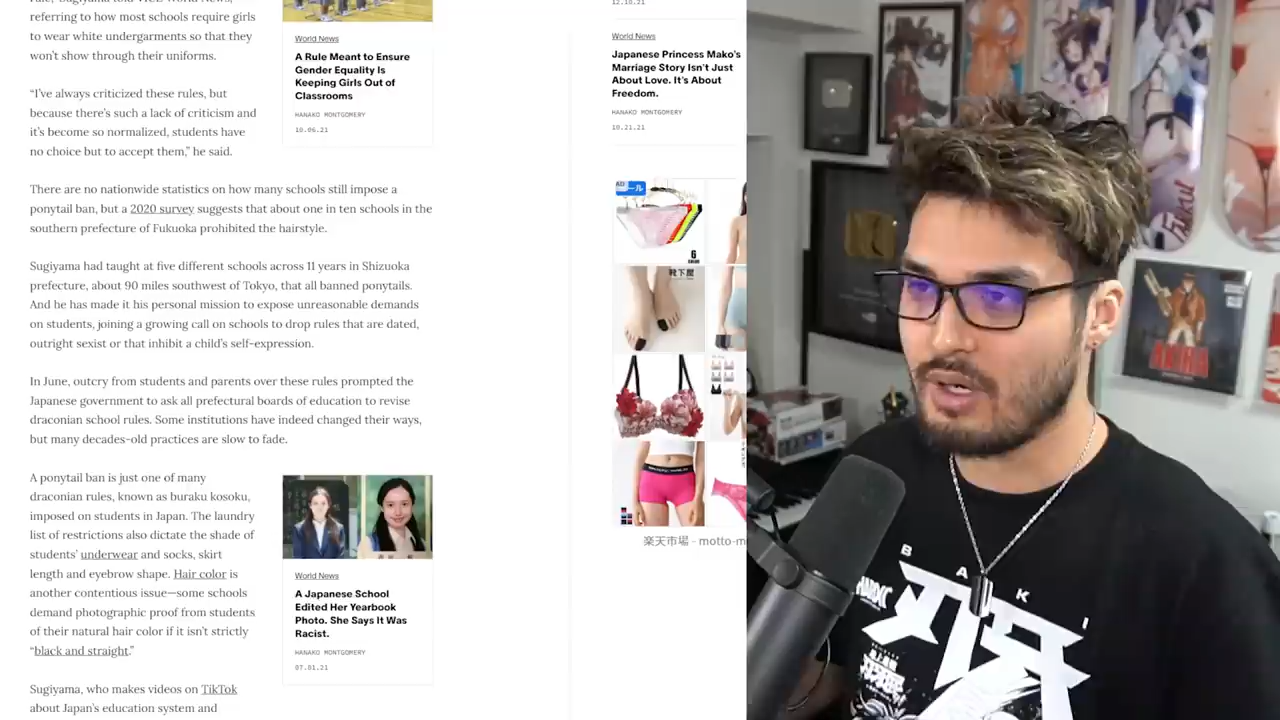 rule," Sugiyama told VICE World News,
referring to how most schools require girls
to wear white undergarments so that they
won't show through their uniforms.
“I've always criticized these rules, but
because there's such a lack of criticism and
it's become so normalized, students have
no choice but to accept them,” he said.
World News
A Rule Meant to Ensure
Gender Equality Is
Keeping Girls Out of
Classrooms
HANAKO MONTGOMERY
10.06.21
There are no nationwide statistics on how many schools still impose a
ponytail ban, but a 2020 survey suggests that about one in ten schools in the
southern prefecture of Fukuoka prohibited the hairstyle.
Sugiyama had taught at five different schools across 11 years in Shizuoka
prefecture, about 90 miles southwest of Tokyo, that all banned ponytails.
And he has made it his personal mission to expose unreasonable demands
on students, joining a growing call on schools to drop rules that are dated,
outright sexist or that inhibit a child's self-expression.
In June, outcry from students and parents over these rules prompted the
Japanese government to ask all prefectural boards of education to revise
draconian school rules. Some institutions have indeed changed their ways,
but many decades-old practices are slow to fade.
A ponytail ban is just one of many
draconian rules, known as buraku kosoku,
imposed on students in Japan. The laundry
list of restrictions also dictate the shade of
students' underwear and socks, skirt
length and eyebrow shape. Hair color is
another contentious issue—some schools
demand photographic proof from students
of their natural hair color if it isn't strictly
“black and straight.”
World News
A Japanese School
Edited Her Yearbook
Photo. She Says It Was
Racist.
HANAKO MONTGOMERY
07.01.21
Sugiyama, who makes videos on TikTok
about Japan's education system and
12.10.21
World News
Japanese Princess Mako's
Marriage Story Isn't Just
About Love. It's About
Freedom.
HANAKO MONTGOMERY
10.21.21
AD
ール
6
靴下屋
楽天市場 - motto-m
AKIRA
B A K I